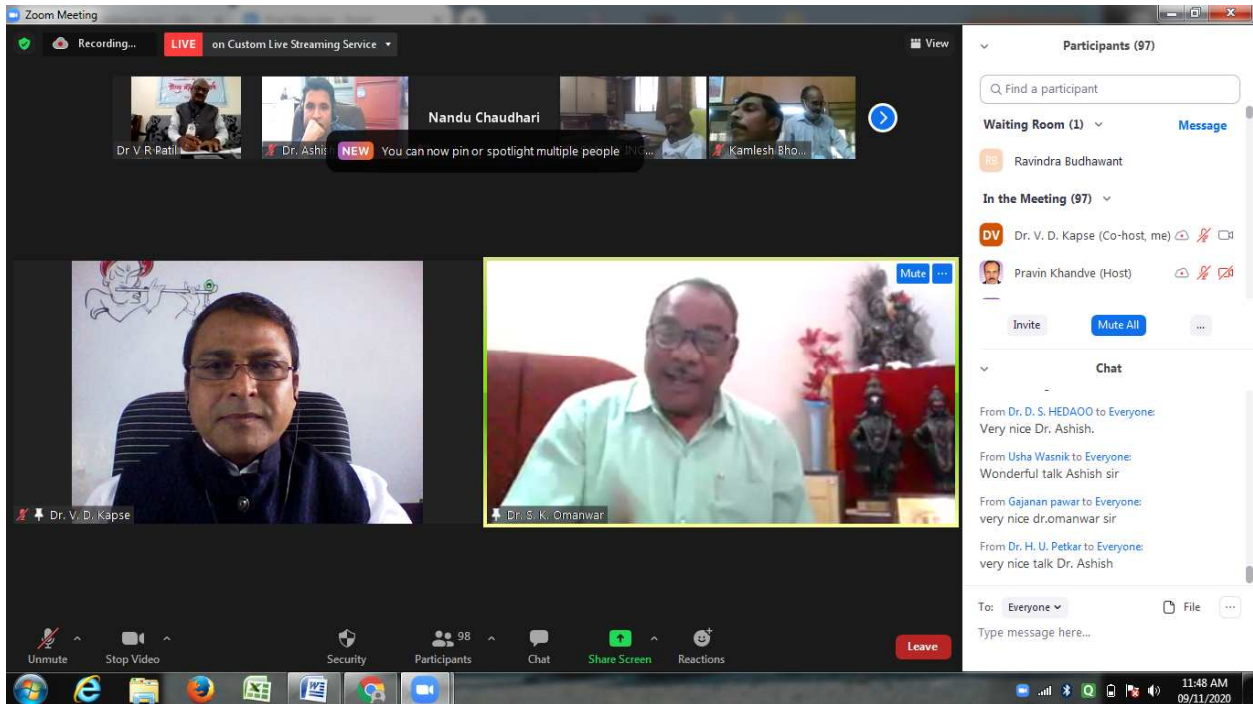 Zoom Meeting
Recording...
LIVE on Custom Live Streaming Service
View
Dr V R Patil
Dr. Ashis
Nandu Chaudhari
Kamlesh Bho...
NEW You can now pin or spotlight multiple people
Mute ...
Dr. V. D. Kapse
Dr. S. K. Omanwar
Unmute
Stop Video
Security
98
Participants
Chat
Share Screen
Reactions
Leave
Participants (97)
Find a participant
Waiting Room (1)
Message
RB Ravindra Budhawant
In the Meeting (97)
DV Dr. V. D. Kapse (Co-host, me)
Pravin Khandve (Host)
Invite
Mute All
...
Chat
From Dr. D. S. HEDAOO to Everyone:
Very nice Dr. Ashish.
From Usha Wasnik to Everyone:
Wonderful talk Ashish sir
From Gajanan pawar to Everyone:
very nice dr.omanwar sir
From Dr. H. U. Petkar to Everyone:
very nice talk Dr. Ashish
To: Everyone
File
...
Type message here...
11:48 AM
09/11/2020